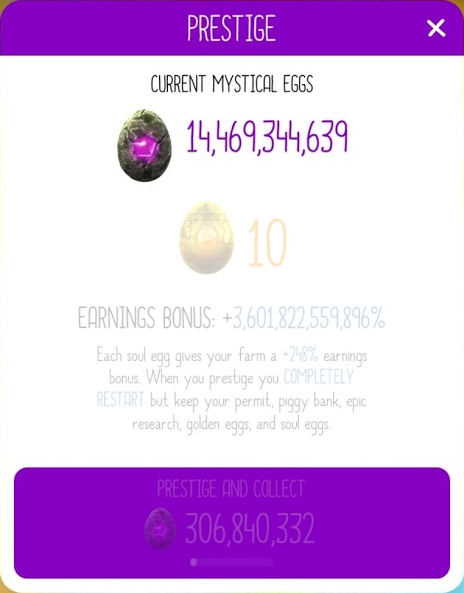 PRESTIGE
CURRENT MYSTICAL EGGS
14,469,344,639
10
EARNINGS BONUS: +3,601,822,559,896%
Each soul egg gives your farm a +248% earnings
bonus. When you prestige you COMPLETELY
RESTART but keep your permit, piggy bank, epic
research, golden eggs, and soul eggs.
PRESTIGE AND COLLECT
306,840,332